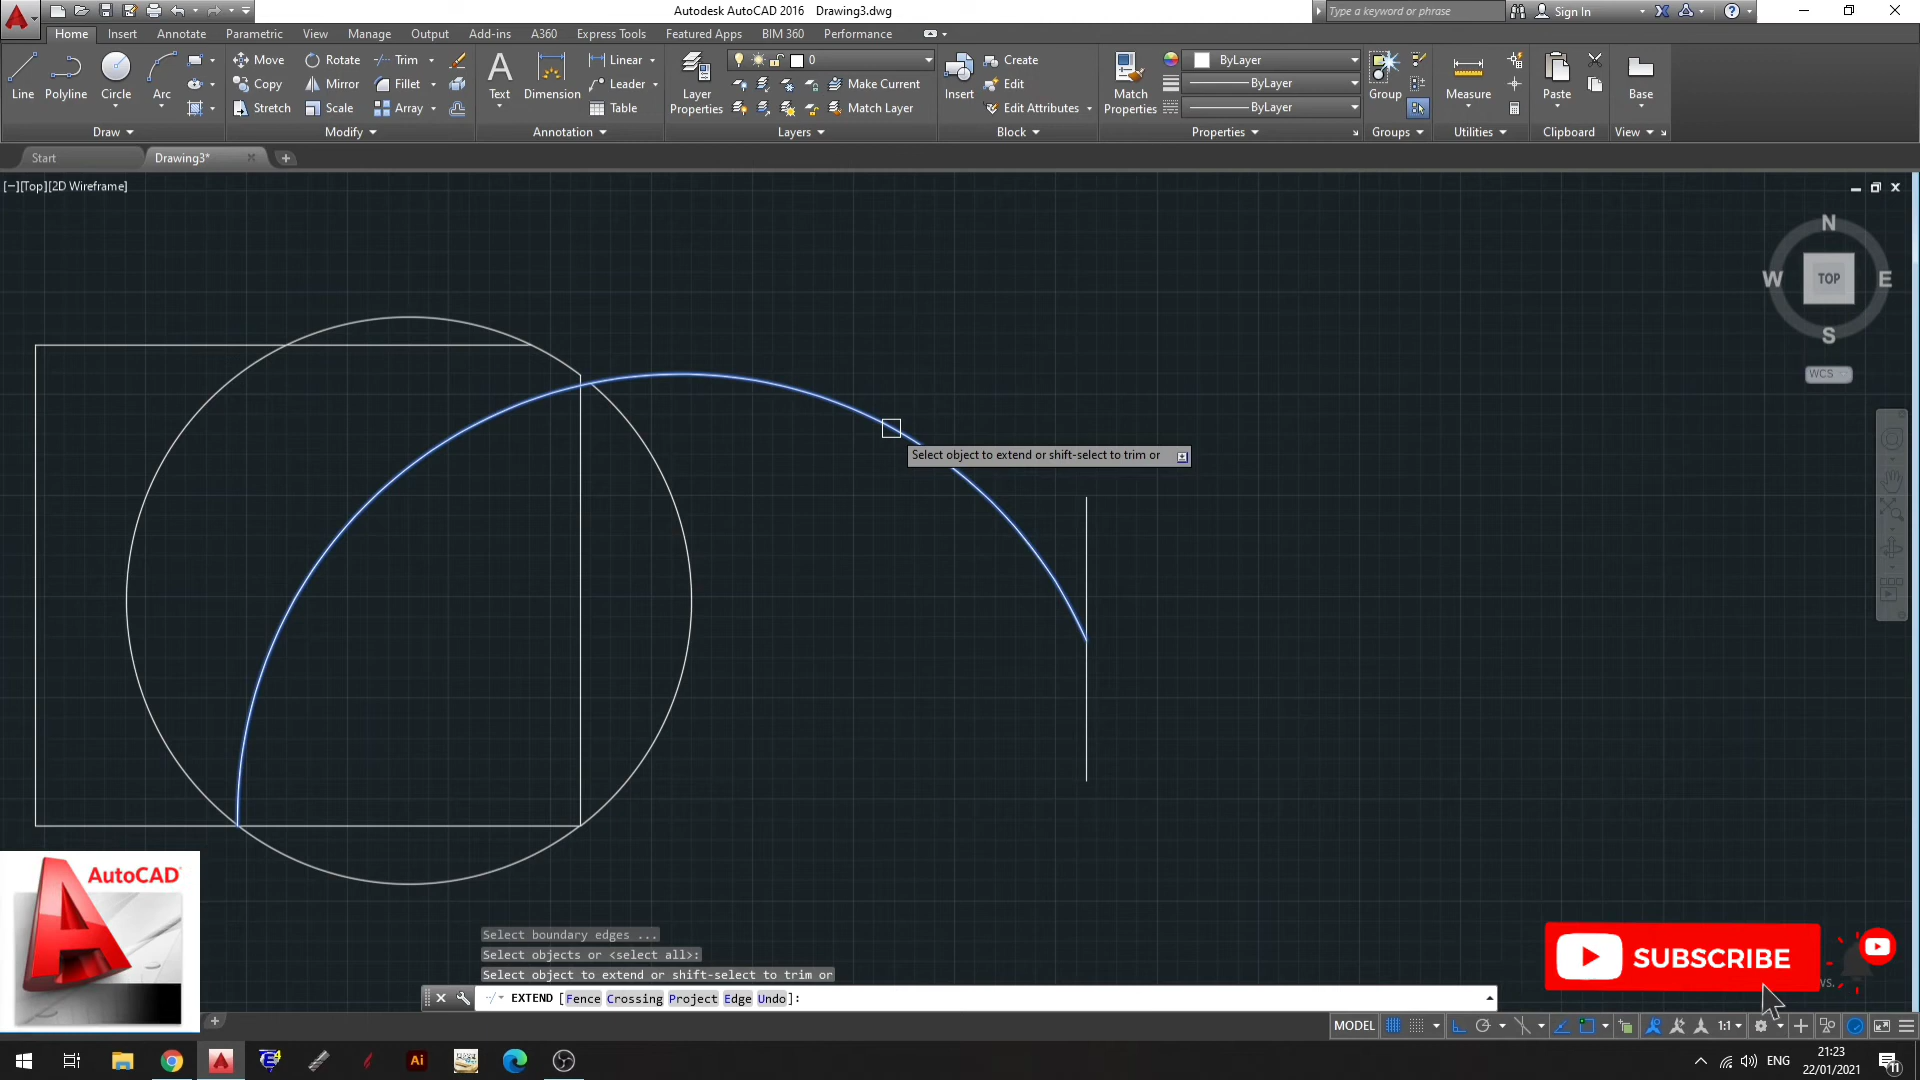 Autodesk AutoCAD 2016 Drawing3.dwg
Type a keyword or phrase
Sign In
Home Insert Annotate Parametric View Manage Output Add-ins A360 Express Tools Featured Apps BIM 360 Performance
Line
Polyline
Circle
Arc
Move
Copy
Stretch
Rotate
Mirror
Scale
Trim
Fillet
Array
Text
Dimension
Linear
Leader
Table
Layer
Properties
0
Make Current
Match Layer
Insert
Create
Edit
Edit Attributes
Match
Properties
ByLayer
ByLayer
ByLayer
Group
Measure
Paste
Base
Draw Modify Annotation Layers Block Properties Groups Utilities Clipboard View
Start Drawing3*
[−][Top][2D Wireframe]
N
W TOP E
S
WCS
Select object to extend or shift-select to trim or
AutoCAD
Select boundary edges ...
Select objects or <select all>:
Select object to extend or shift-select to trim or
EXTEND [Fence Crossing Project Edge Undo]:
SUBSCRIBE
MODEL
1:1
Ai
ENG
21:23
22/01/2021
11